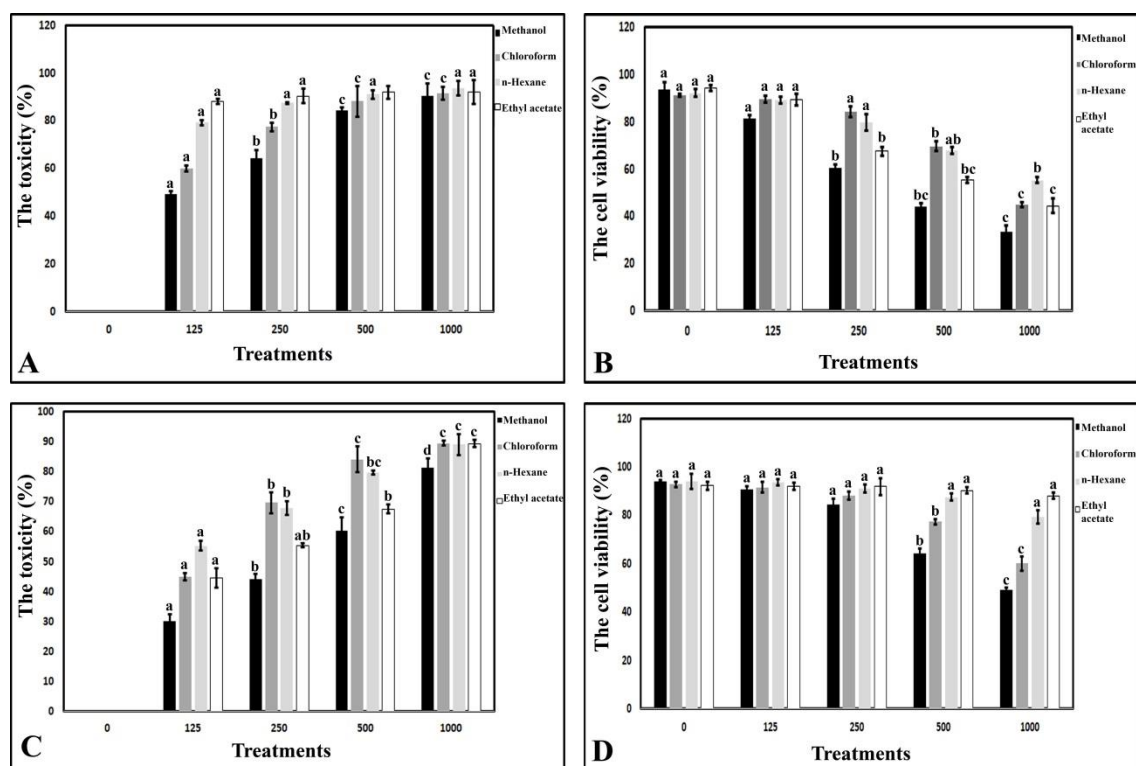 120
100
80
60
40
20
0
The toxicity (%)
a
a
a
a
b
b
a
a
c
c
a
a
c
c
a
a
0
125
250
500
1000
Treatments
A
Methanol
Chloroform
n-Hexane
Ethyl acetate
120
100
80
60
40
20
0
The cell viability (%)
a
a
a
a
a
a
a
a
b
a
a
b
bc
b
ab
bc
c
c
c
c
0
125
250
500
1000
Treatments
B
Methanol
Chloroform
n-Hexane
Ethyl
acetate
100
90
80
70
60
50
40
30
20
10
0
The toxicity (%)
a
a
a
a
b
b
b
ab
c
c
bc
b
d
c
c
c
0
125
250
500
1000
Treatments
C
Methanol
Chloroform
n-Hexane
Ethyl acetate
120
100
80
60
40
20
0
The cell viability (%)
a
a
a
a
a
a
a
a
a
a
a
a
b
b
a
a
c
c
a
a
0
125
250
500
1000
Treatments
D
Methanol
Chloroform
n-Hexane
Ethyl
acetate